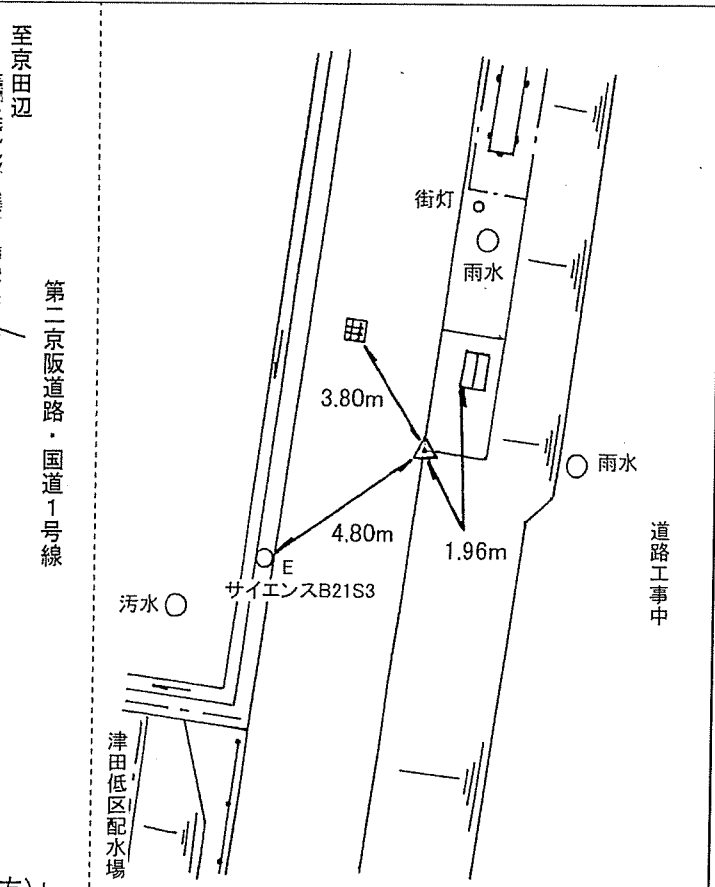 至京田辺
第二京阪道路・国道1号線
街灯
雨水
3.80m
雨水
4.80m
1.96m
E
サイエンスB21S3
汚水
道路工事中
津田低区配水場